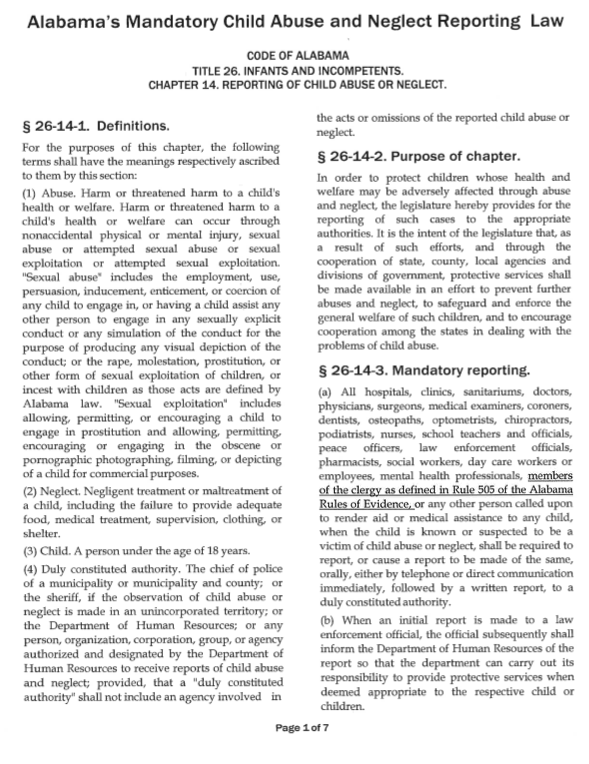 Alabama's Mandatory Child Abuse and Neglect Reporting Law
CODE OF ALABAMA
TITLE 26. INFANTS AND INCOMPETENTS.
CHAPTER 14. REPORTING OF CHILD ABUSE OR NEGLECT.
§ 26-14-1. Definitions.
For the purposes of this chapter, the following
terms shall have the meanings respectively ascribed
to them by this section:
(1) Abuse. Harm or threatened harm to a child's
health or welfare. Harm or threatened harm to a
child's health or welfare can occur through
nonaccidental physical or mental injury, sexual
abuse or attempted sexual abuse or sexual
exploitation or attempted sexual exploitation.
"Sexual abuse" includes the employment, use,
persuasion, inducement, enticement, or coercion of
any child to engage in, or having a child assist any
other person to engage in any sexually explicit
conduct or any simulation of the conduct for the
purpose of producing any visual depiction of the
conduct; or the rape, molestation, prostitution, or
other form of sexual exploitation of children, or
incest with children as those acts are defined by
Alabama law. "Sexual exploitation" includes
allowing, permitting, or encouraging a child to
engage in prostitution and allowing, permitting,
encouraging or engaging in the obscene or
pornographic photographing, filming, or depicting
of a child for commercial purposes.
(2) Neglect. Negligent treatment or maltreatment of
a child, including the failure to provide adequate
food, medical treatment, supervision, clothing, or
shelter.
(3) Child. A person under the age of 18 years.
(4) Duly constituted authority. The chief of police
of a municipality or municipality and county; or
the sheriff, if the observation of child abuse or
neglect is made in an unincorporated territory; or
the Department of Human Resources; or any
person, organization, corporation, group, or agency
authorized and designated by the Department of
Human Resources to receive reports of child abuse
and neglect; provided, that a "duly constituted
authority" shall not include an agency involved in
the acts or omissions of the reported child abuse or
neglect.
§ 26-14-2. Purpose of chapter.
In order to protect children whose health and
welfare may be adversely affected through abuse
and neglect, the legislature hereby provides for the
reporting of such cases to the appropriate
authorities. It is the intent of the legislature that, as
a result of such efforts, and through the
cooperation of state, county, local agencies and
divisions of government, protective services shall
be made available in an effort to prevent further
abuses and neglect, to safeguard and enforce the
general welfare of such children, and to encourage
cooperation among the states in dealing with the
problems of child abuse.
§ 26-14-3. Mandatory reporting.
(a) All hospitals, clinics, sanitariums, doctors,
physicians, surgeons, medical examiners, coroners,
dentists, osteopaths, optometrists, chiropractors,
podiatrists, nurses, school teachers and officials,
peace officers, law enforcement officials,
pharmacists, social workers, day care workers or
employees, mental health professionals, members
of the clergy as defined in Rule 505 of the Alabama
Rules of Evidence, or any other person called upon
to render aid or medical assistance to any child,
when the child is known or suspected to be a
victim of child abuse or neglect, shall be required to
report, or cause a report to be made of the same,
orally, either by telephone or direct communication
immediately, followed by a written report, to a
duly constituted authority.
(b) When an initial report is made to a law
enforcement official, the official subsequently shall
inform the Department of Human Resources of the
report so that the department can carry out its
responsibility to provide protective services when
deemed appropriate to the respective child or
children.
Page 1 of 7